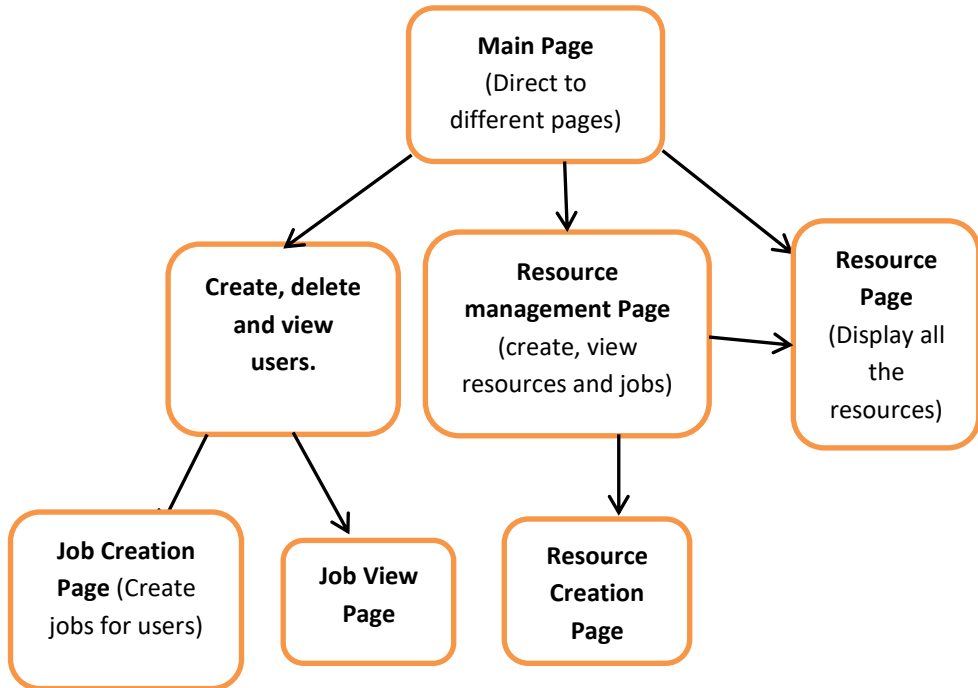 Main Page
(Direct to
different pages)
Create, delete
and view
users.
Resource
management Page
(create, view
resources and jobs)
Resource
Page
(Display all
the
resources)
Job Creation
Page (Create
jobs for users)
Job View
Page
Resource
Creation
Page